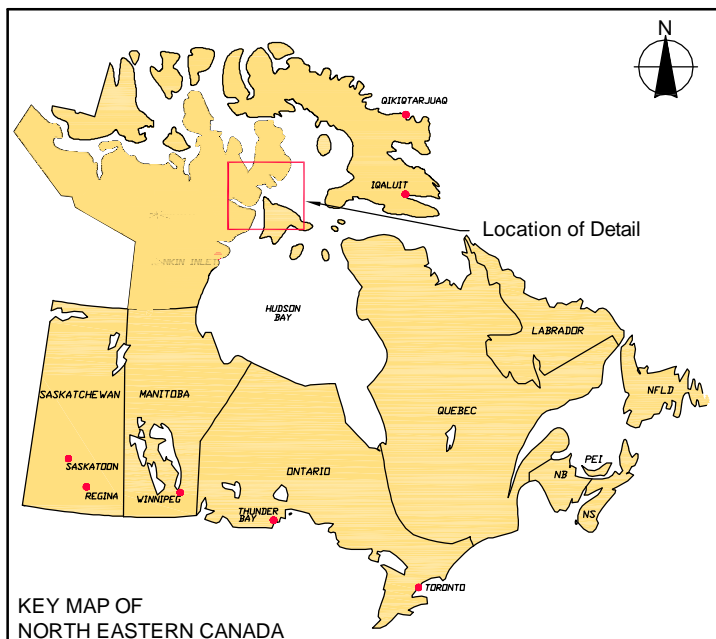 N
QIKIQTARJUAQ
IQALUIT
Location of Detail
INLET
HUDSON
BAY
LABRADOR
SASKATCHEWAN
MANITOBA
NFLD
QUEBEC
SASKATOON
ONTARIO
PEI
NB
REGINA
WINNIPEG
THUNDER
BAY
NS
TORONTO
KEY MAP OF
NORTH EASTERN CANADA